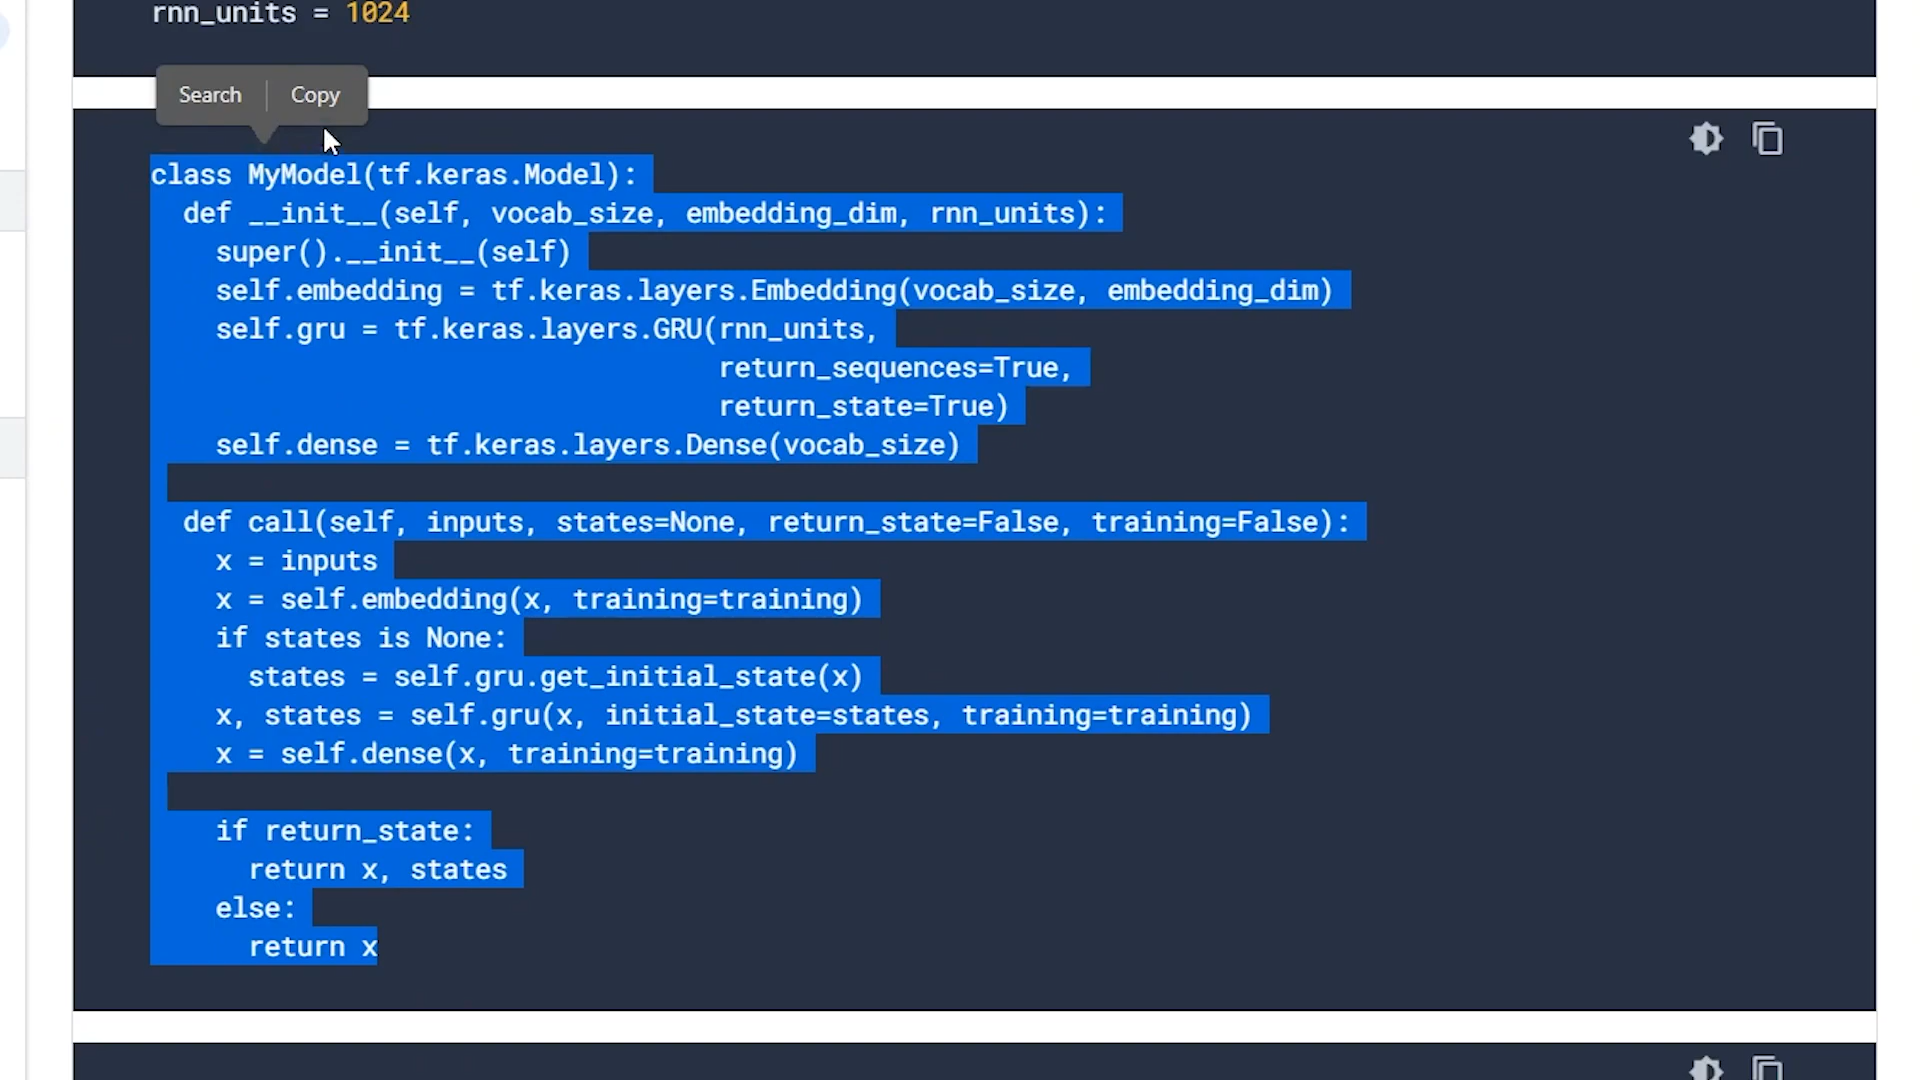 rnn_units = 1024
Search Copy
class MyModel(tf.keras.Model):
  def __init__(self, vocab_size, embedding_dim, rnn_units):
    super().__init__(self)
    self.embedding = tf.keras.layers.Embedding(vocab_size, embedding_dim)
    self.gru = tf.keras.layers.GRU(rnn_units,
                                   return_sequences=True,
                                   return_state=True)
    self.dense = tf.keras.layers.Dense(vocab_size)

  def call(self, inputs, states=None, return_state=False, training=False):
    x = inputs
    x = self.embedding(x, training=training)
    if states is None:
      states = self.gru.get_initial_state(x)
    x, states = self.gru(x, initial_state=states, training=training)
    x = self.dense(x, training=training)

    if return_state:
      return x, states
    else:
      return x